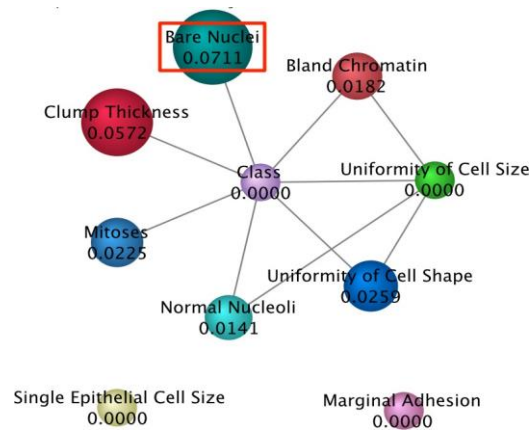 Bare Nuclei
0.0711
Bland Chromatin
0.0182
Clump Thickness
0.0572
Class
0.0000
Uniformity of Cell Size
0.0000
Mitoses
0.0225
Uniformity of Cell Shape
0.0259
Normal Nucleoli
0.0141
Single Epithelial Cell Size
0.0000
Marginal Adhesion
0.0000